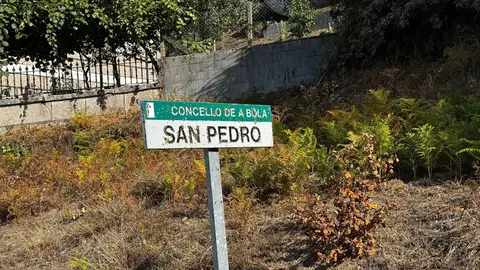 CONCELLO DE A BOLA
SAN PEDRO